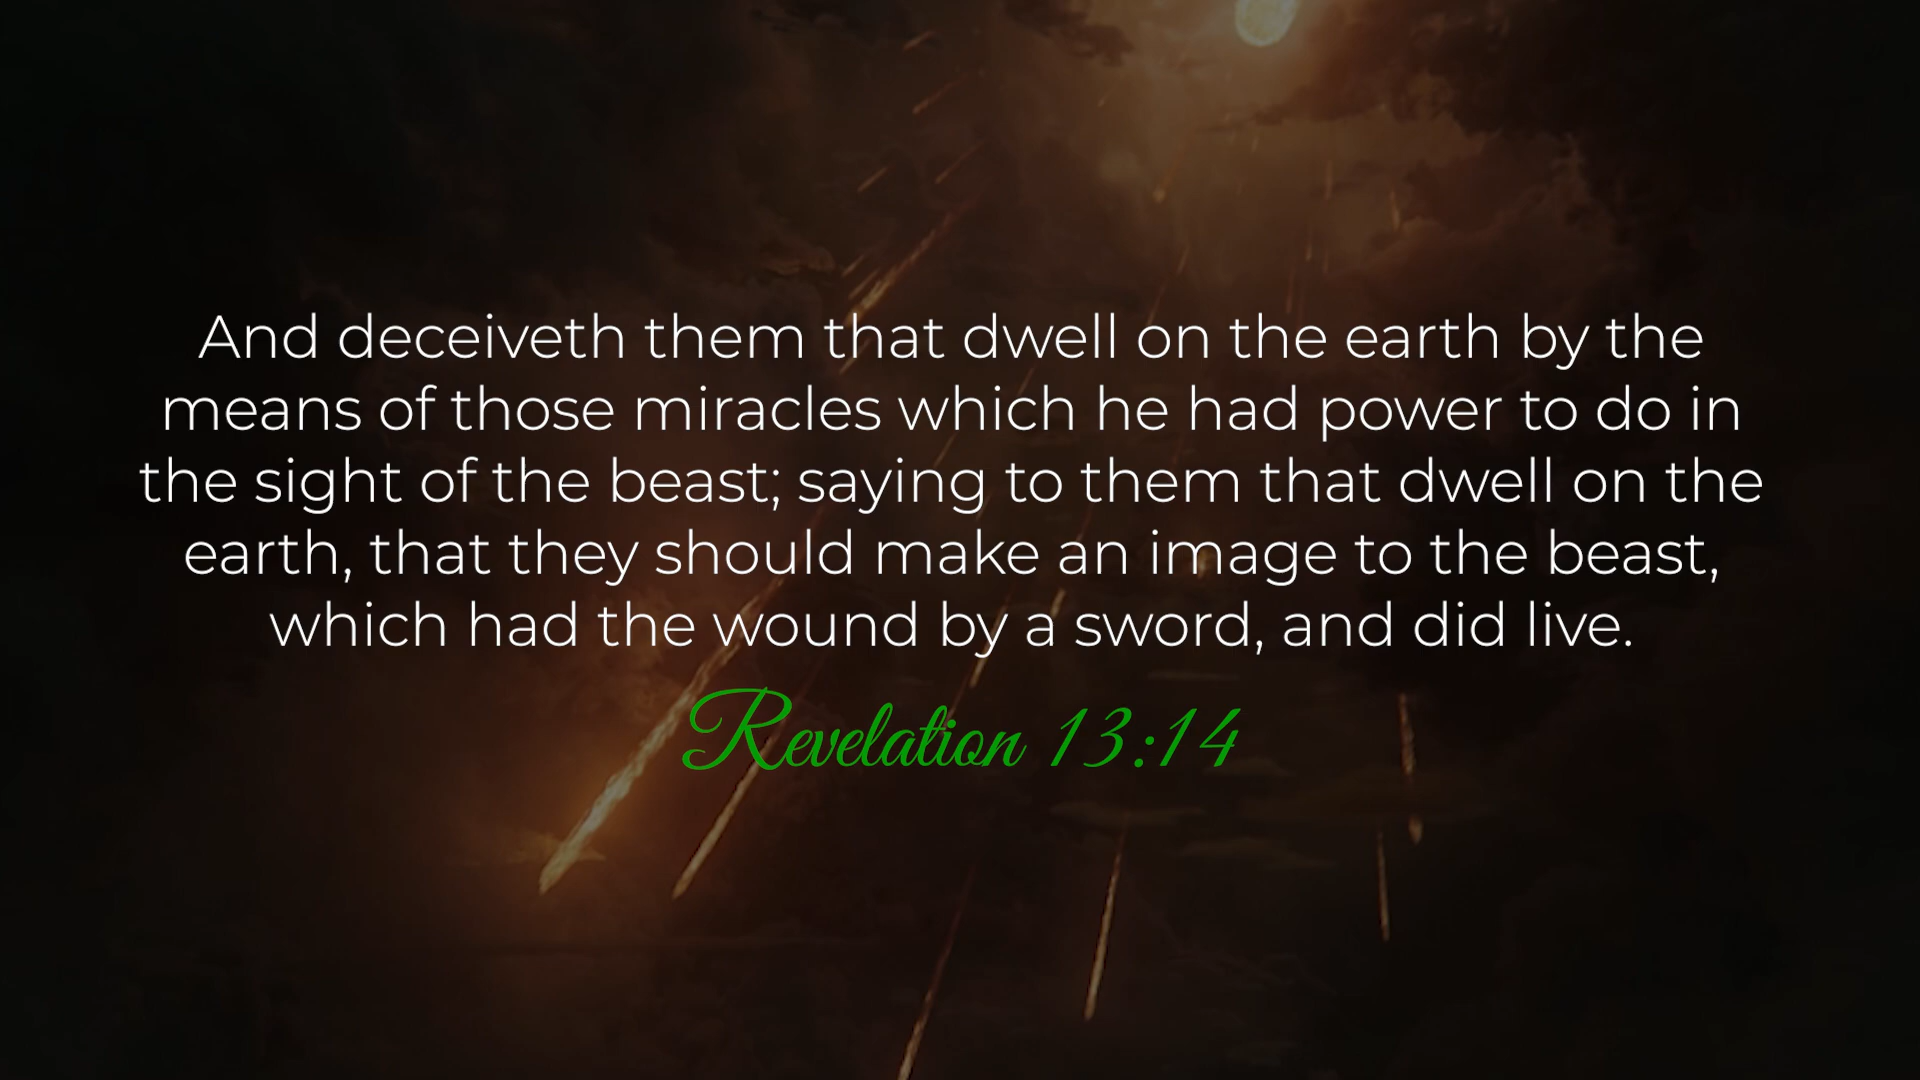 And deceiveth them that dwell on the earth by the
means of those miracles which he had power to do in
the sight of the beast; saying to them that dwell on the
earth, that they should make an image to the beast,
which had the wound by a sword, and did live.
Revelation 13:14